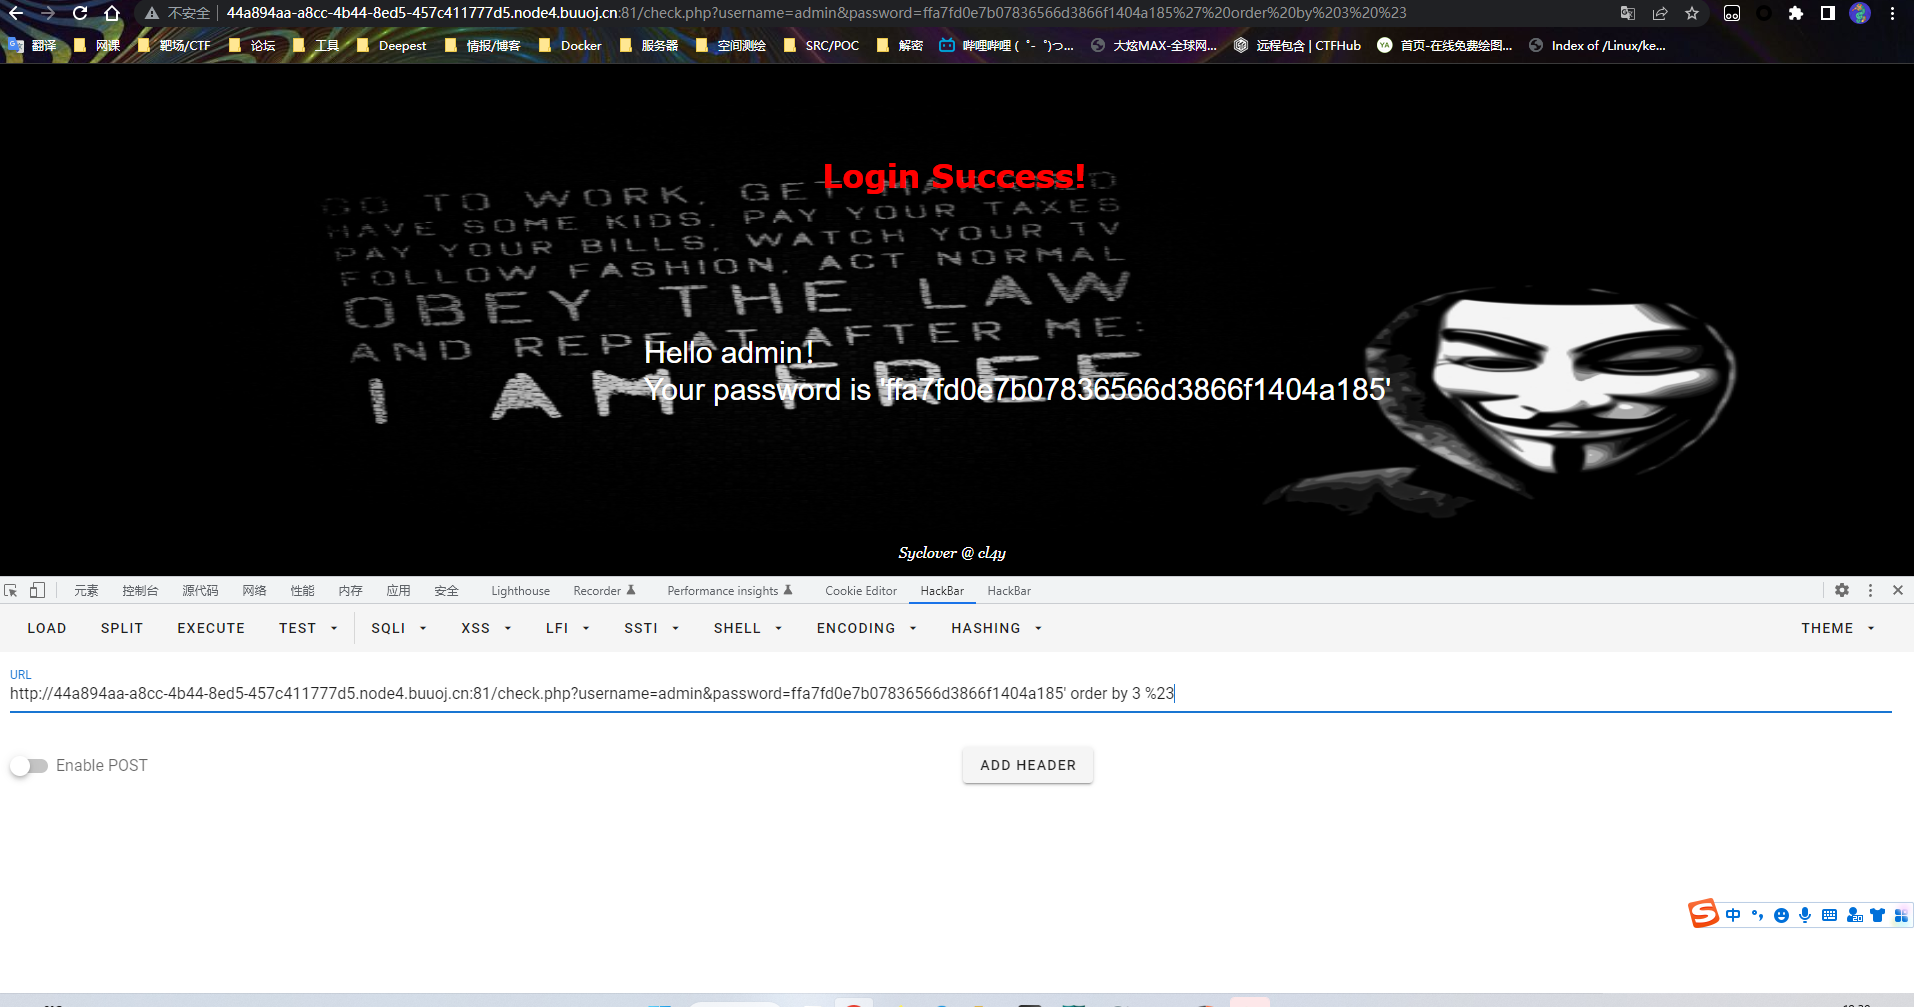 不安全 44a894aa-a8cc-4b44-8ed5-457c411777d5.node4.buuoj.cn:81/check.php?username=admin&password=ffa7fd0e7b07836566d3866f1404a185%27%20order%20by%203%20%23
翻译 网课 靶场/CTF 论坛 工具 Deepest 情报/博客 Docker 服务器 空间测绘 SRC/POC 解密 哔哩哔哩 ( ゜- ゜)つ... 大炫MAX-全球网... 远程包含 | CTFHub 首页-在线免费绘图... Index of /Linux/ke...
Login Success!
GO TO WORK, GET MARRIED
HAVE SOME KIDS, PAY YOUR TAXES
PAY YOUR BILLS, WATCH YOUR TV
FOLLOW FASHION, ACT NORMAL
OBEY THE LAW
AND REPEAT AFTER ME:
I AM FREE
Hello admin!
Your password is 'ffa7fd0e7b07836566d3866f1404a185'
Syclover @ cl4y
元素 控制台 源代码 网络 性能 内存 应用 安全 Lighthouse Recorder Performance insights Cookie Editor HackBar HackBar
LOAD SPLIT EXECUTE TEST SQLI XSS LFI SSTI SHELL ENCODING HASHING THEME
URL
http://44a894aa-a8cc-4b44-8ed5-457c411777d5.node4.buuoj.cn:81/check.php?username=admin&password=ffa7fd0e7b07836566d3866f1404a185' order by 3 %23
Enable POST ADD HEADER
中